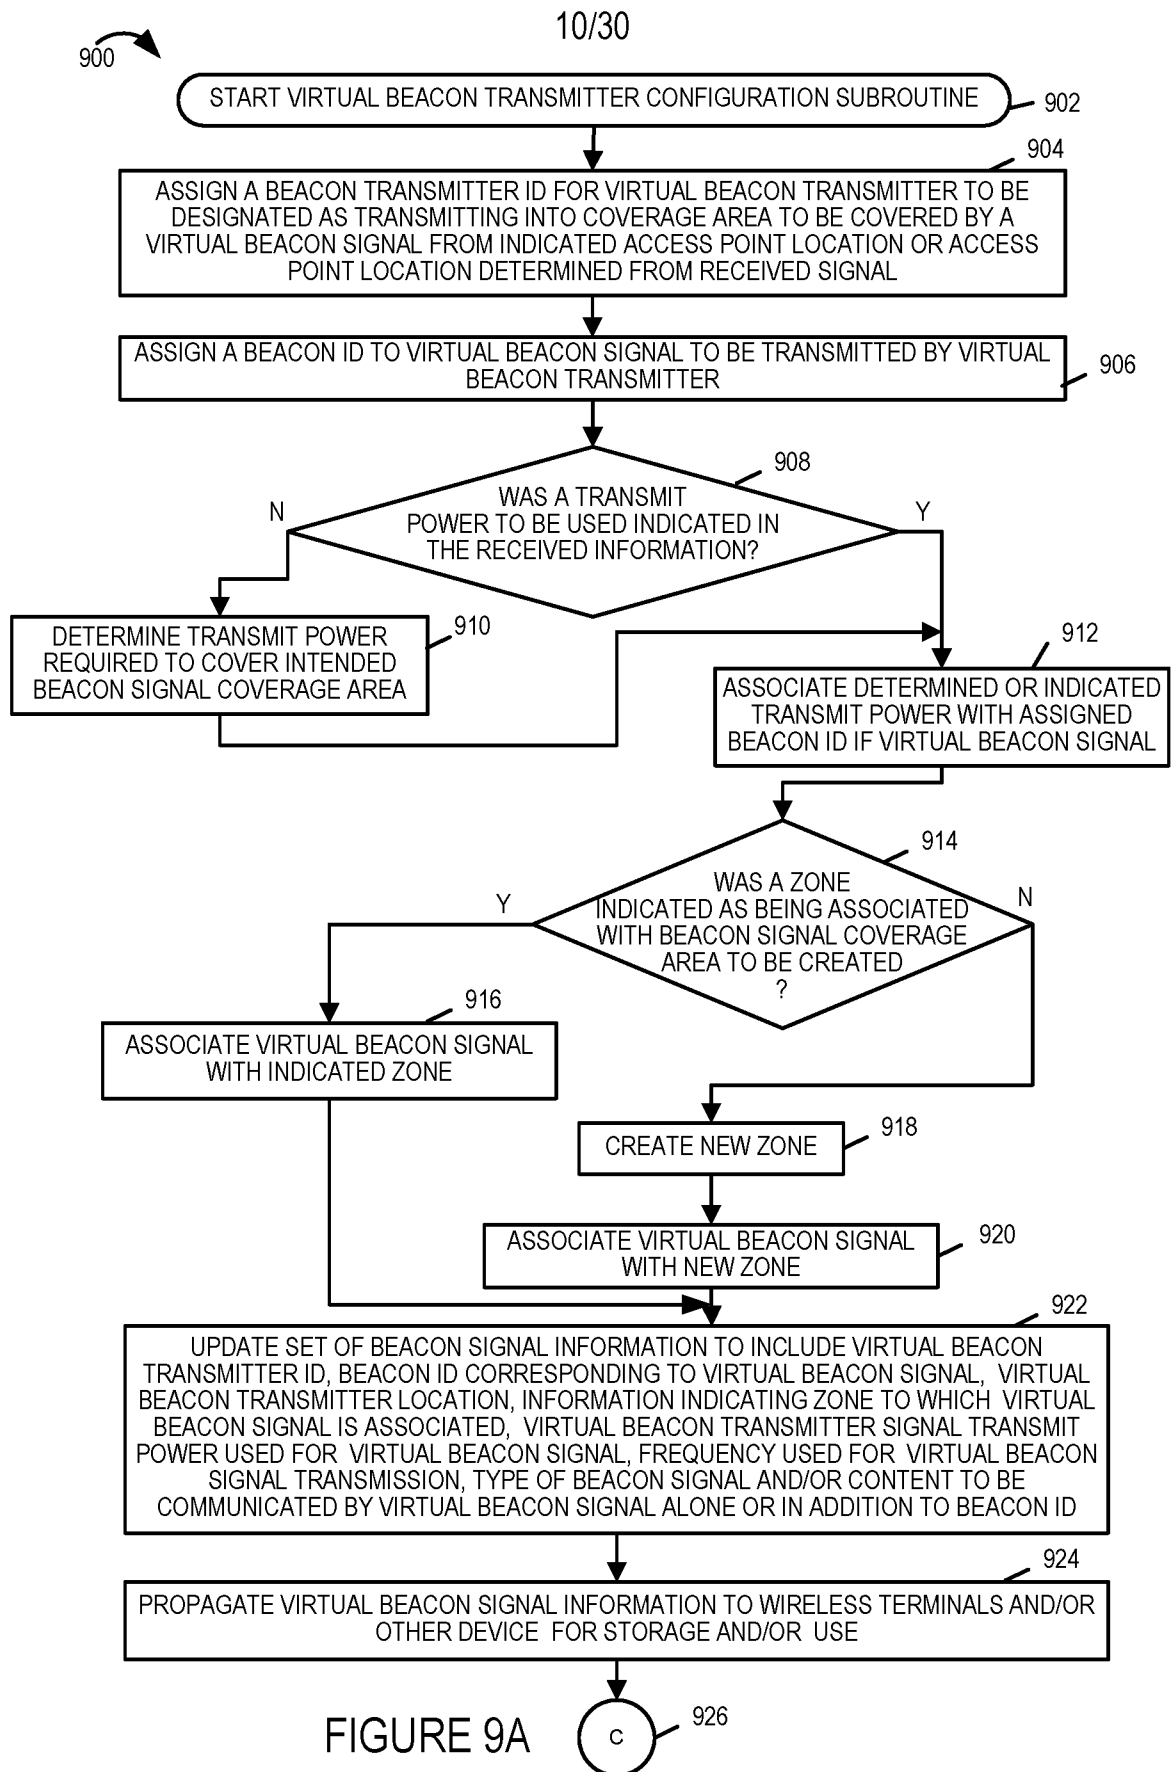 10/30
900
START VIRTUAL BEACON TRANSMITTER CONFIGURATION SUBROUTINE
902
904
ASSIGN A BEACON TRANSMITTER ID FOR VIRTUAL BEACON TRANSMITTER TO BE
DESIGNATED AS TRANSMITTING INTO COVERAGE AREA TO BE COVERED BY A
VIRTUAL BEACON SIGNAL FROM INDICATED ACCESS POINT LOCATION OR ACCESS
POINT LOCATION DETERMINED FROM RECEIVED SIGNAL
ASSIGN A BEACON ID TO VIRTUAL BEACON SIGNAL TO BE TRANSMITTED BY VIRTUAL
BEACON TRANSMITTER
906
908
WAS A TRANSMIT
POWER TO BE USED INDICATED IN
THE RECEIVED INFORMATION?
N
Y
DETERMINE TRANSMIT POWER
REQUIRED TO COVER INTENDED
BEACON SIGNAL COVERAGE AREA
910
912
ASSOCIATE DETERMINED OR INDICATED
TRANSMIT POWER WITH ASSIGNED
BEACON ID IF VIRTUAL BEACON SIGNAL
914
WAS A ZONE
INDICATED AS BEING ASSOCIATED
WITH BEACON SIGNAL COVERAGE
AREA TO BE CREATED
?
Y
N
916
ASSOCIATE VIRTUAL BEACON SIGNAL
WITH INDICATED ZONE
CREATE NEW ZONE
918
ASSOCIATE VIRTUAL BEACON SIGNAL
WITH NEW ZONE
920
922
UPDATE SET OF BEACON SIGNAL INFORMATION TO INCLUDE VIRTUAL BEACON
TRANSMITTER ID, BEACON ID CORRESPONDING TO VIRTUAL BEACON SIGNAL, VIRTUAL
BEACON TRANSMITTER LOCATION, INFORMATION INDICATING ZONE TO WHICH VIRTUAL
BEACON SIGNAL IS ASSOCIATED, VIRTUAL BEACON TRANSMITTER SIGNAL TRANSMIT
POWER USED FOR VIRTUAL BEACON SIGNAL, FREQUENCY USED FOR VIRTUAL BEACON
SIGNAL TRANSMISSION, TYPE OF BEACON SIGNAL AND/OR CONTENT TO BE
COMMUNICATED BY VIRTUAL BEACON SIGNAL ALONE OR IN ADDITION TO BEACON ID
924
PROPAGATE VIRTUAL BEACON SIGNAL INFORMATION TO WIRELESS TERMINALS AND/OR
OTHER DEVICE FOR STORAGE AND/OR USE
FIGURE 9A
C
926